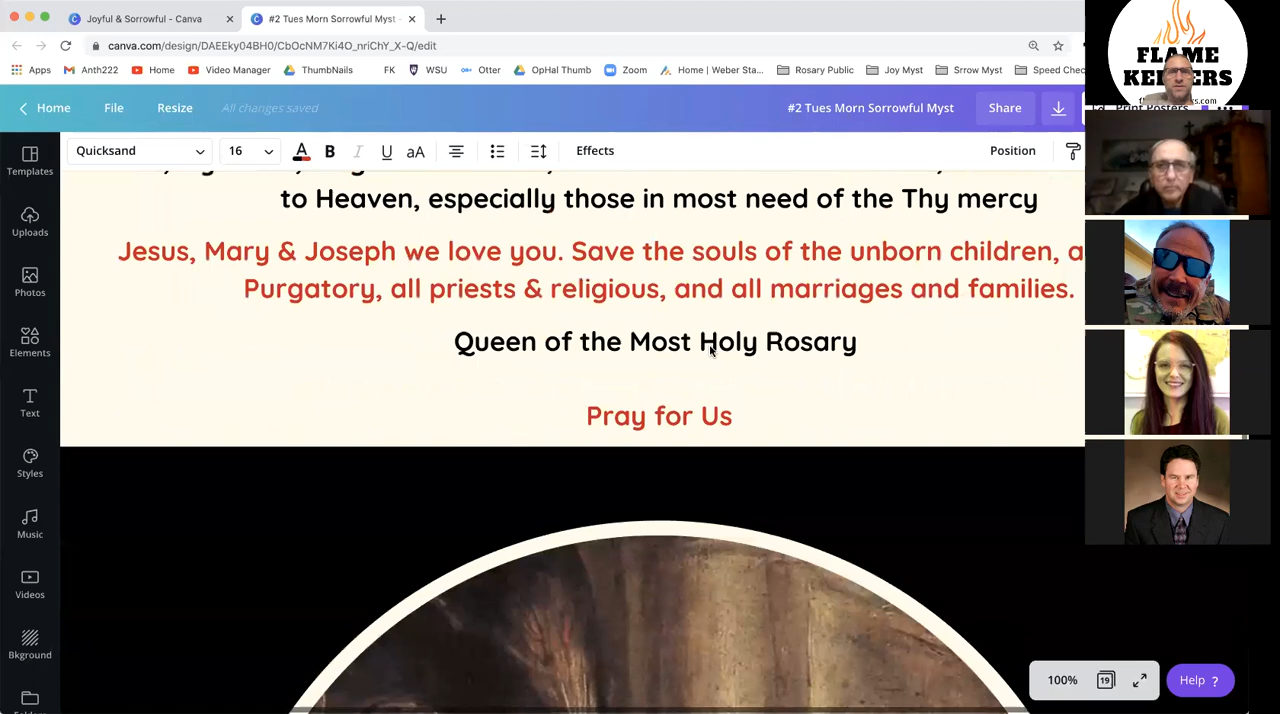 Joyful & Sorrowful - Canva
#2 Tues Morn Sorrowful Myst -
canva.com/design/DAEEky04BH0/CbOcNM7Ki4O_nriChY_X-Q/edit
Apps Anth222 Home Video Manager ThumbNails FK WSU Otter OpHal Thumb Zoom Home | Weber Sta... Rosary Public Joy Myst Srrow Myst Speed Chec
Home File Resize All changes saved #2 Tues Morn Sorrowful Myst Share
Quicksand 16 A B I U aA Effects Position
Templates
Uploads
Photos
Elements
Text
Styles
Music
Videos
Bkground
to Heaven, especially those in most need of the Thy mercy
Jesus, Mary & Joseph we love you. Save the souls of the unborn children,
Purgatory, all priests & religious, and all marriages and families.
Queen of the Most Holy Rosary
Pray for Us
100% 19 Help ?
FLAME
Print Posters